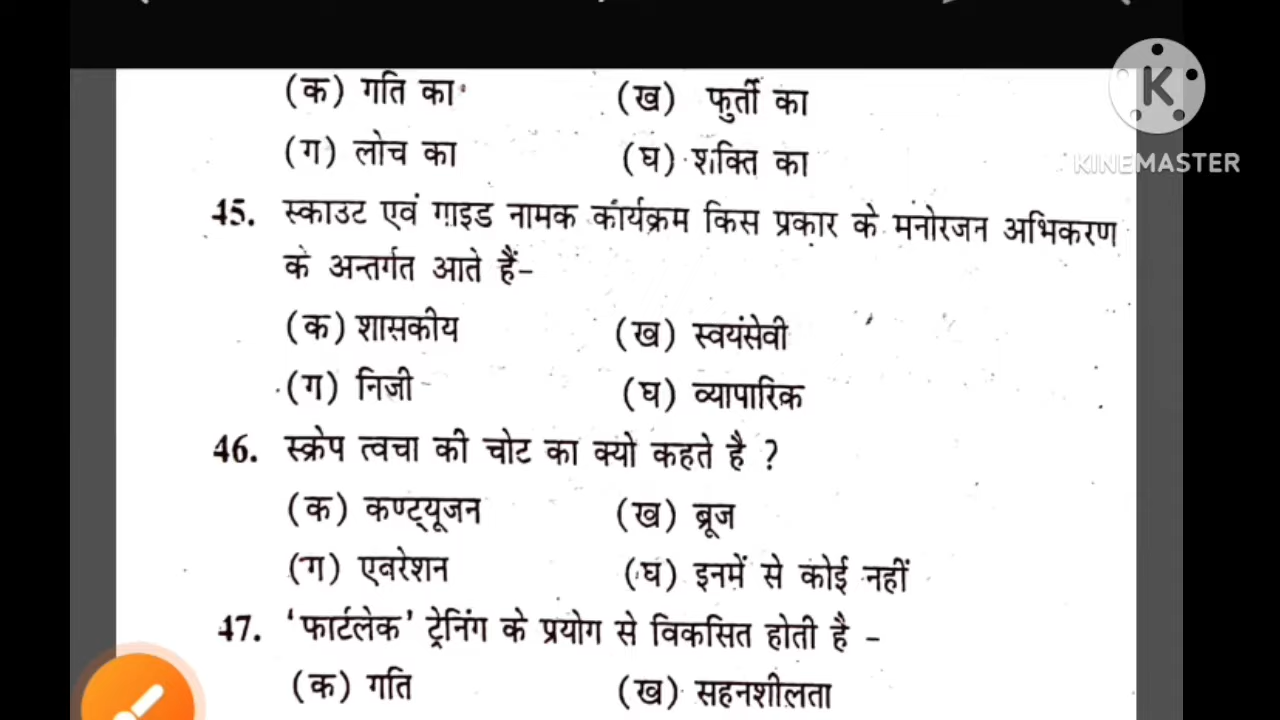 KINEMASTER
(क) गति का (ख) फुर्ती का
(ग) लोच का (घ) शक्ति का
45. स्काउट एवं गाइड नामक कार्यक्रम किस प्रकार के मनोरजन अभिकरण
के अन्तर्गत आते हैं-
(क) शासकीय (ख) स्वयंसेवी
(ग) निजी (घ) व्यापारिक
46. स्क्रेप त्वचा की चोट का क्यो कहते है ?
(क) कण्ट्यूजन (ख) ब्रूज
(ग) एबरेशन (घ) इनमें से कोई नहीं
47. 'फार्टलेक' ट्रेनिंग के प्रयोग से विकसित होती है -
(क) गति (ख) सहनशीलता